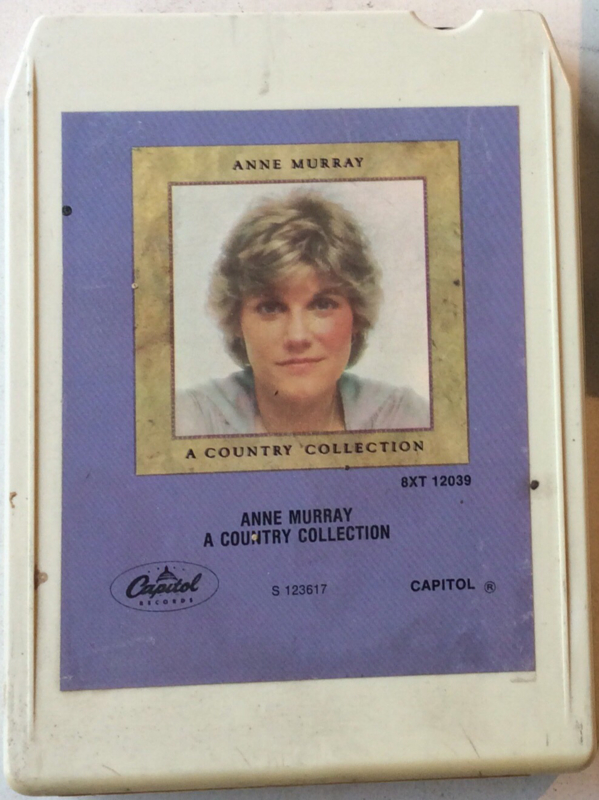 ANNE MURRAY
A COUNTRY COLLECTION
8XT 12039
ANNE MURRAY
A COUNTRY COLLECTION
Capitol
RECORDS
S 123617
CAPITOL ®